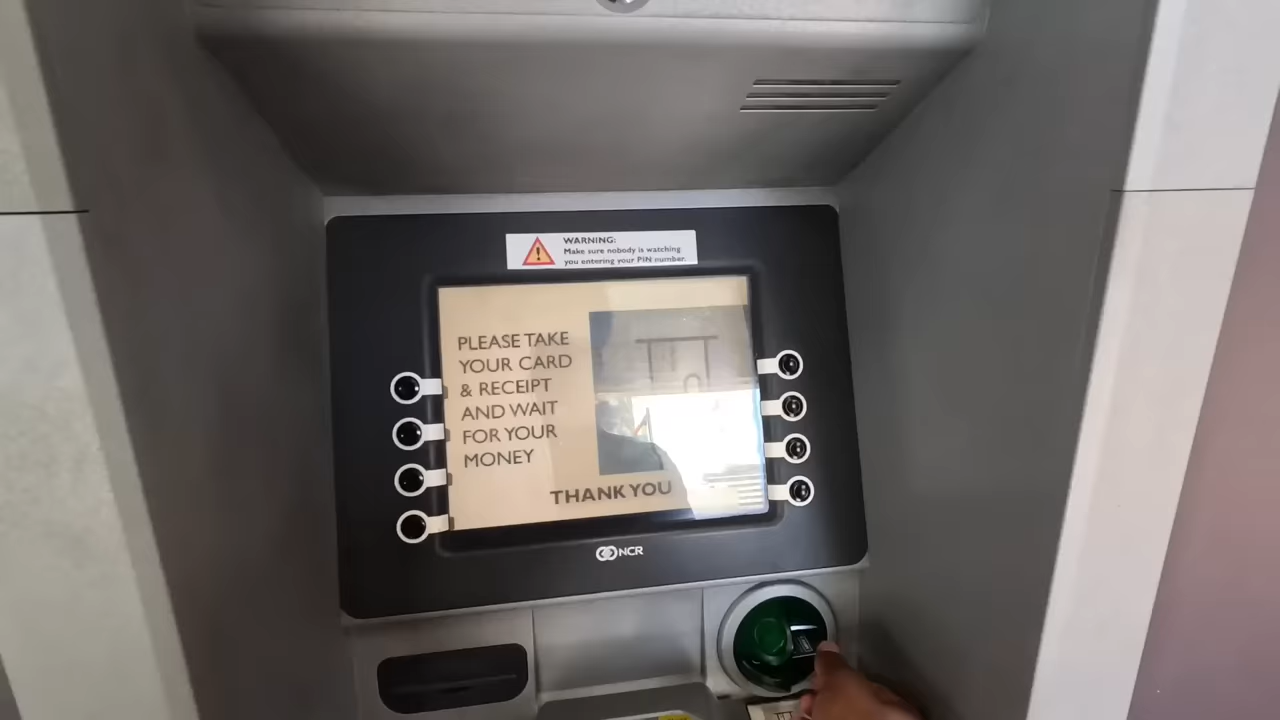 WARNING:
Make sure nobody is watching
you entering your PIN number.
PLEASE TAKE
YOUR CARD
& RECEIPT
AND WAIT
FOR YOUR
MONEY
THANK YOU
NCR